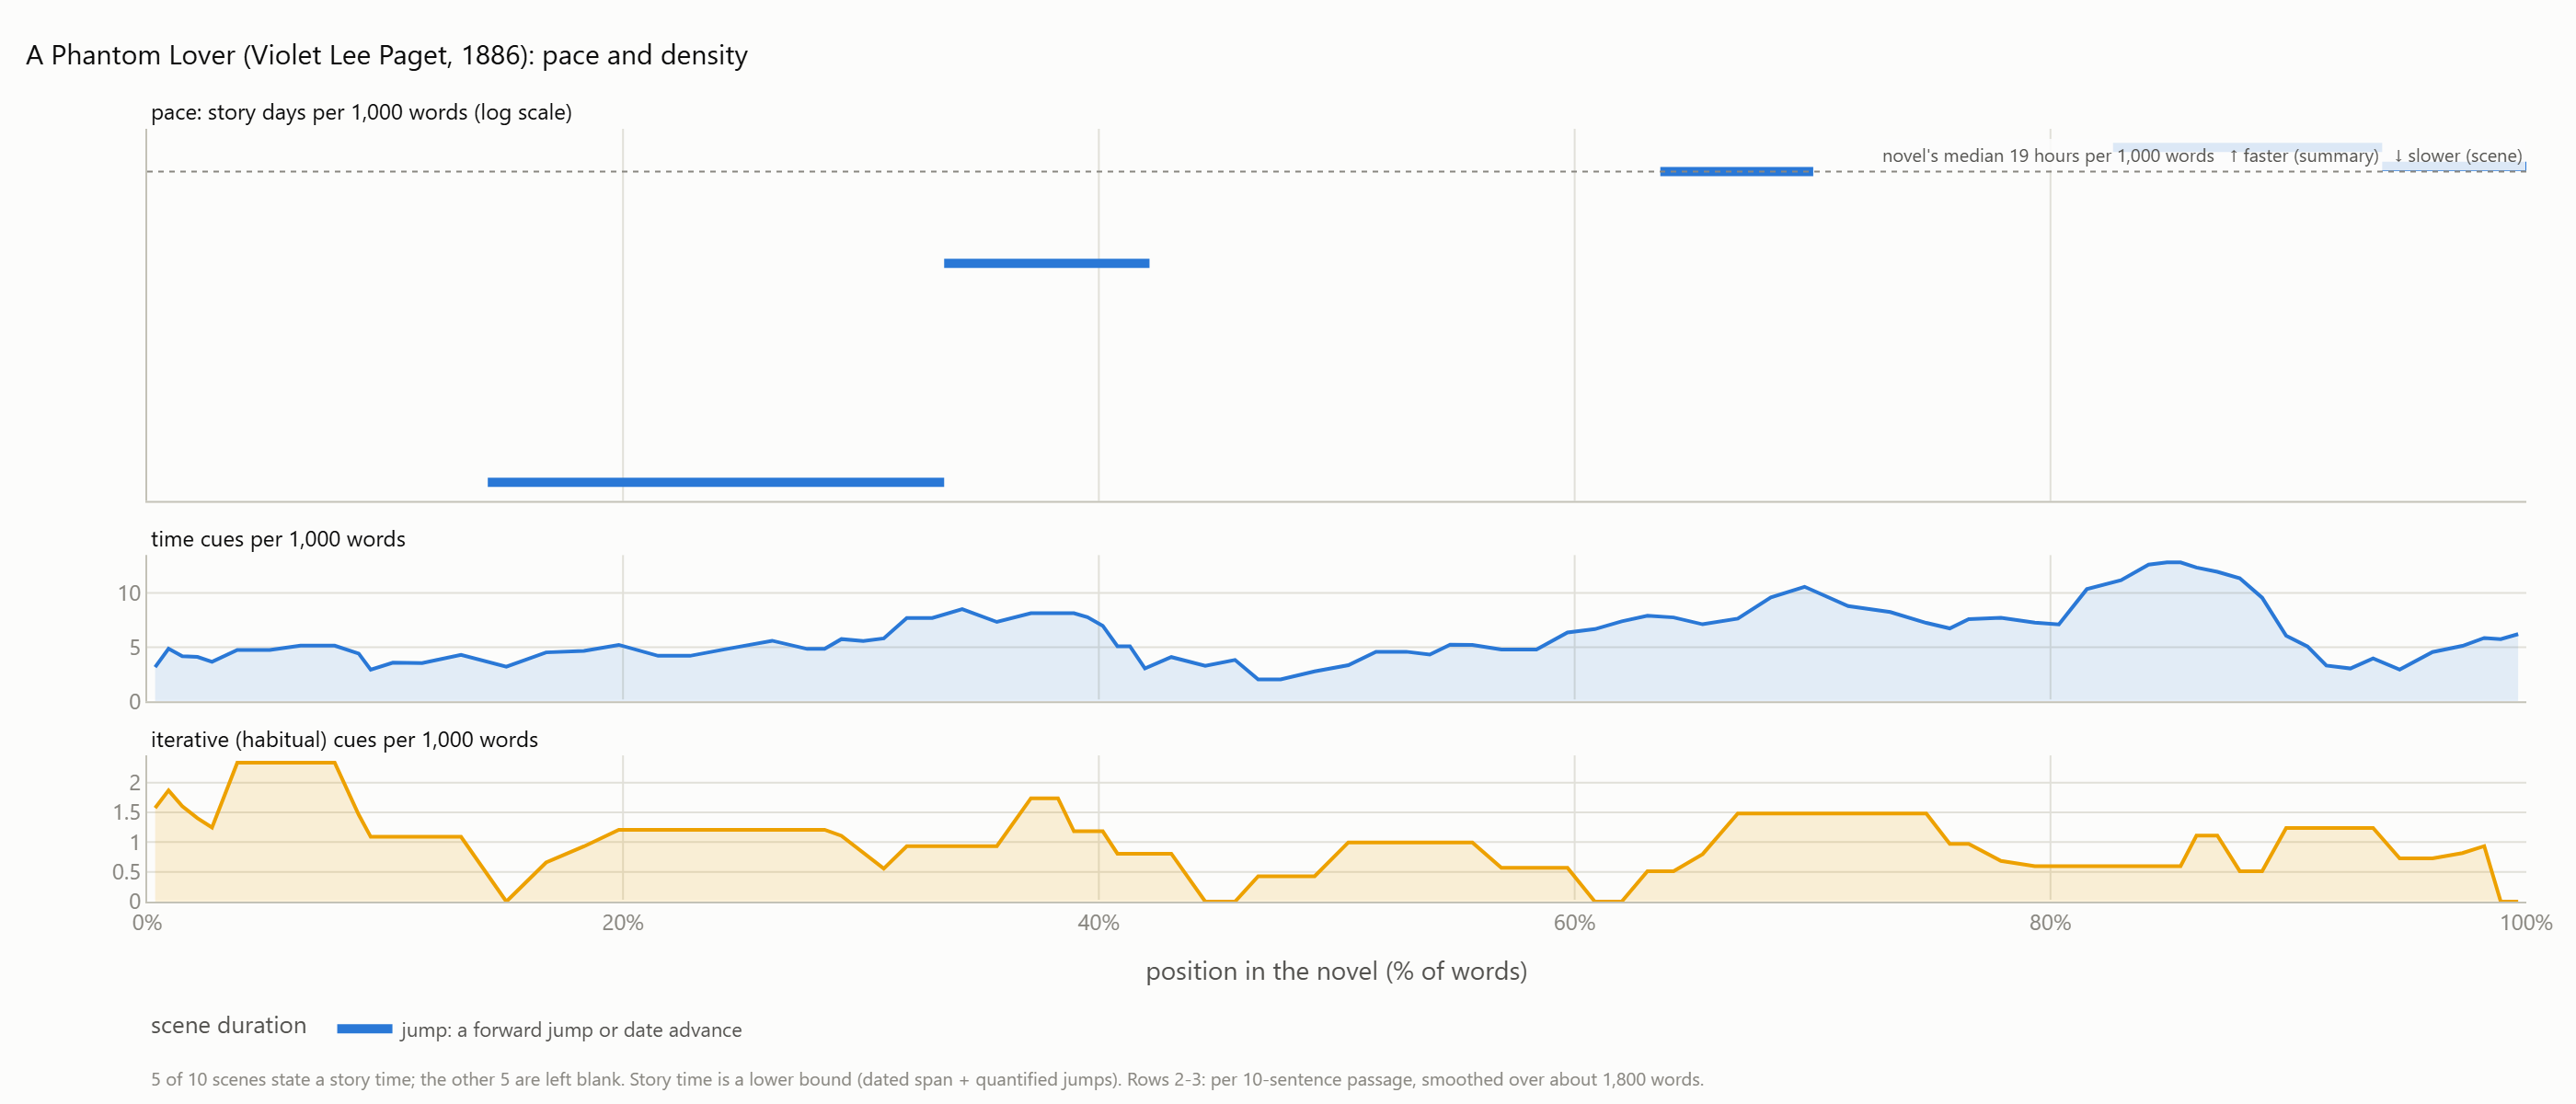 A Phantom Lover (Violet Lee Paget, 1886): pace and density
pace: story days per 1,000 words (log scale)
novel's median 19 hours per 1,000 words ↑ faster (summary) ↓ slower (scene)
time cues per 1,000 words
10
5
0
iterative (habitual) cues per 1,000 words
2
1.5
1
0.5
0
0% 20% 40% 60% 80% 100%
position in the novel (% of words)
scene duration jump: a forward jump or date advance
5 of 10 scenes state a story time; the other 5 are left blank. Story time is a lower bound (dated span + quantified jumps). Rows 2-3: per 10-sentence passage, smoothed over about 1,800 words.